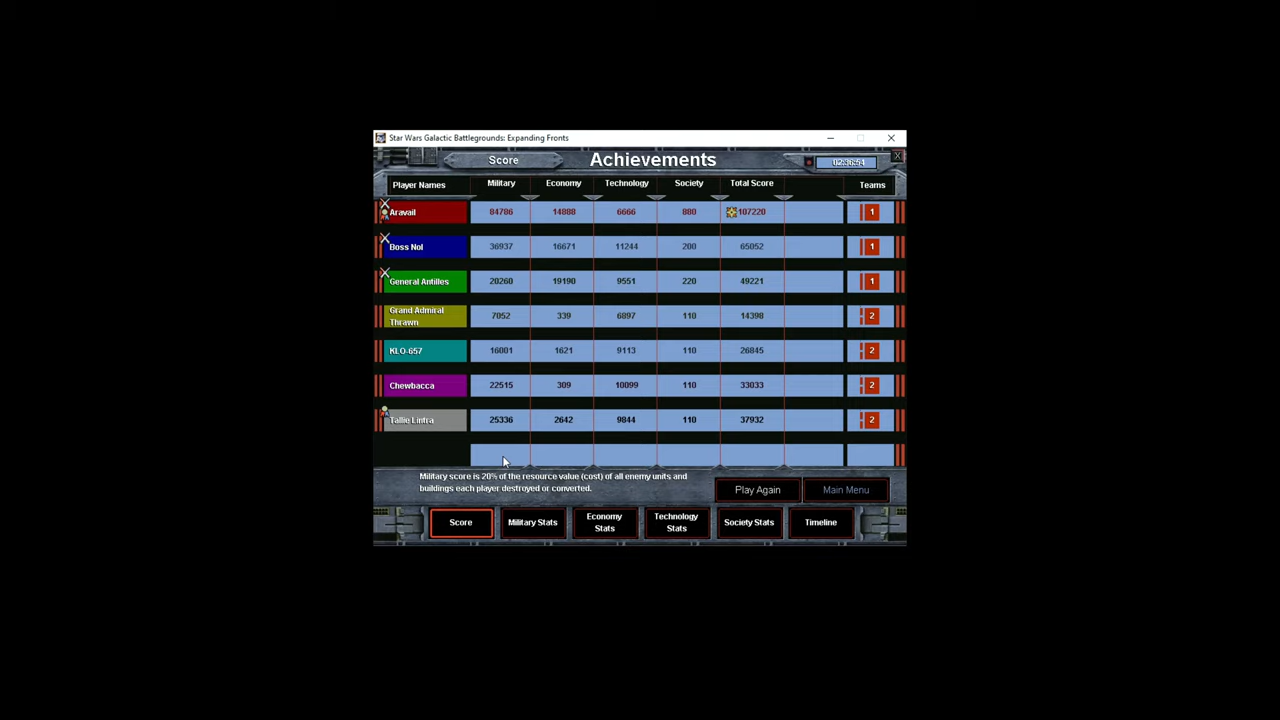 Star Wars Galactic Battlegrounds: Expanding Fronts
Score Achievements 02:36:54 X
Player Names Military Economy Technology Society Total Score Teams
Aravail 84786 14888 6666 880 107220 1
Boss Nol 36937 16671 11244 200 65052 1
General Antilles 20260 19190 9551 220 49221 1
Grand Admiral
Thrawn 7052 339 6897 110 14398 2
KLO-657 16001 1621 9113 110 26845 2
Chewbacca 22515 309 10099 110 33033 2
Tallie Lintra 25336 2642 9844 110 37932 2
Military score is 20% of the resource value (cost) of all enemy units and
buildings each player destroyed or converted.
Play Again Main Menu
Score Military Stats Economy Stats Technology Stats Society Stats Timeline